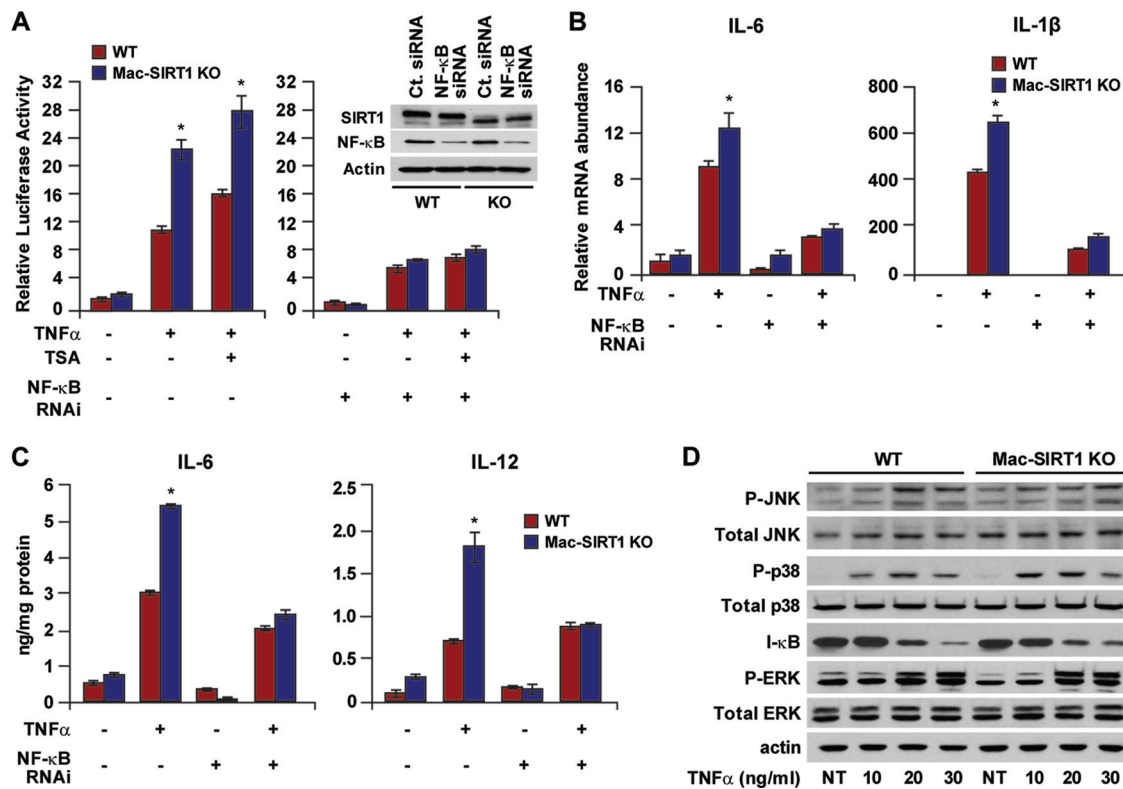 A
WT
Mac-SIRT1 KO
Relative Luciferase Activity
32
28
24
20
16
12
8
4
0
*
*
TNFα - + +
TSA - - +
NF-κB RNAi - - -
32
28
24
20
16
12
8
4
0
Ct. siRNA
NF-κB siRNA
Ct. siRNA
NF-κB siRNA
SIRT1
NF-κB
Actin
WT KO
- + +
- - +
+ + +
B
IL-6
Relative mRNA abundance
16
12
8
4
0
*
TNFα - + - +
NF-κB RNAi - - + +
IL-1β
WT
Mac-SIRT1 KO
800
600
400
200
0
*
- + - +
- - + +
C
IL-6
ng/mg protein
6
5
4
3
2
1
0
*
TNFα - + - +
NF-κB RNAi - - + +
IL-12
WT
Mac-SIRT1 KO
2.5
2.0
1.5
1.0
0.5
0
*
- + - +
- - + +
D
WT Mac-SIRT1 KO
P-JNK
Total JNK
P-p38
Total p38
I-κB
P-ERK
Total ERK
actin
TNFα (ng/ml) NT 10 20 30 NT 10 20 30